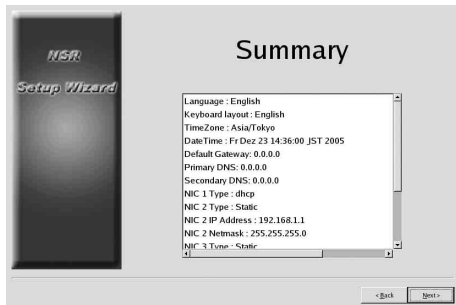 NSR
Setup Wizard
Summary
Language : English
Keyboard layout : English
TimeZone : Asia/Tokyo
DateTime : Fr Dez 23 14:36:00 JST 2005
Default Gateway: 0.0.0.0
Primary DNS: 0.0.0.0
Secondary DNS: 0.0.0.0
NIC 1 Type : dhcp
NIC 2 Type : Static
NIC 2 IP Address : 192.168.1.1
NIC 2 Netmask : 255.255.255.0
NIC 3 Type : Static
< Back
Next >